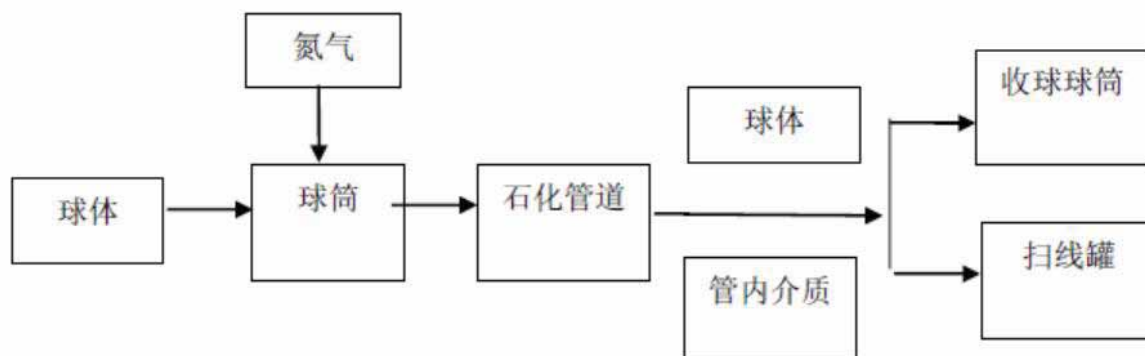 氮气
球体
球筒
石化管道
球体
管内介质
收球球筒
扫线罐